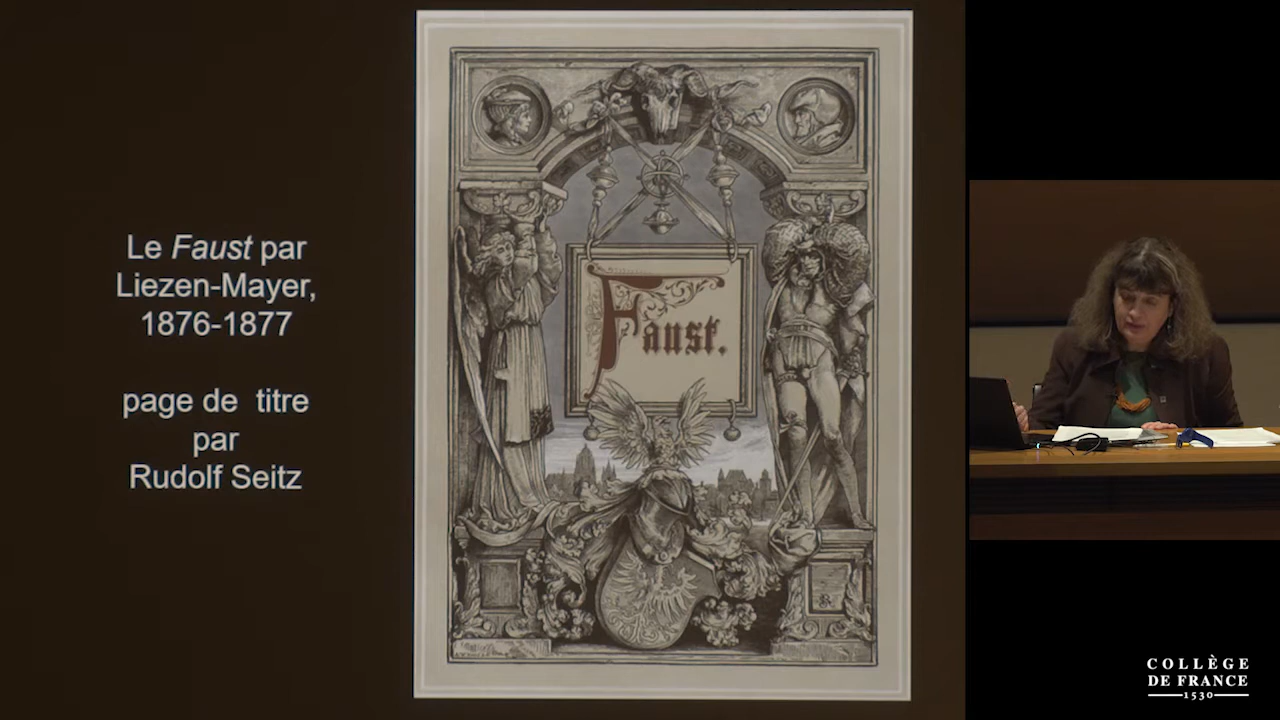 Le Faust par
Liezen-Mayer,
1876-1877
page de titre
par
Rudolf Seitz
Faust.
COLLÈGE
DE FRANCE
1530